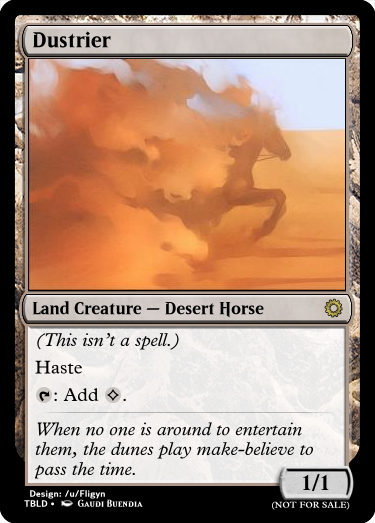 Dustrier
Land Creature — Desert Horse
(This isn't a spell.)
Haste
: Add .
When no one is around to entertain
them, the dunes play make-believe to
pass the time.
1/1
Design: /u/Fligyn
TBLD • Gaudi Buendia
(NOT FOR SALE)